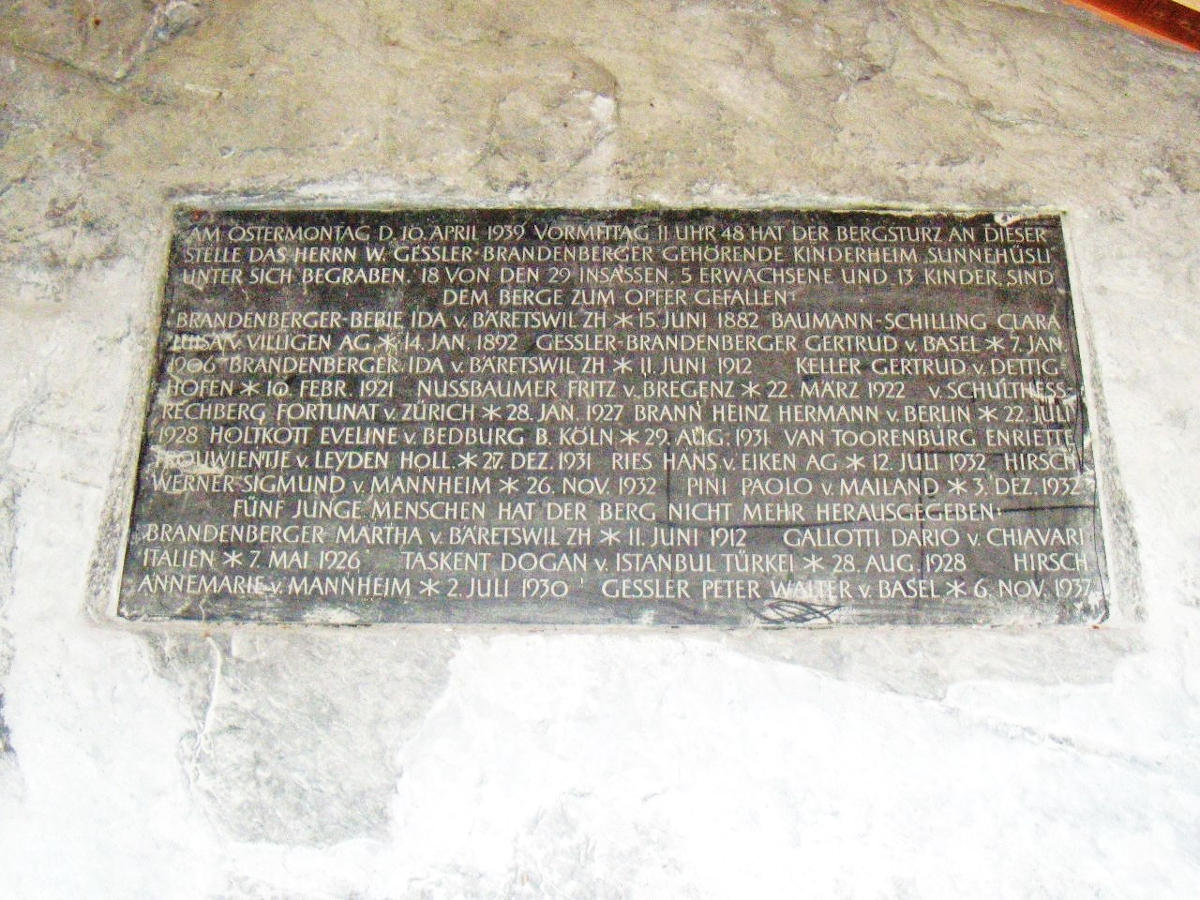 AM OSTERMONTAG D. 10. APRIL 1939 VORMITTAG 11 UHR 48 HAT DER BERGSTURZ AN DIESER
STELLE DAS HERRN W. GESSLER-BRANDENBERGER GEHÖRENDE KINDERHEIM SUNNEHÜSLI
UNTER SICH BEGRABEN. 18 VON DEN 29 INSASSEN. 5 ERWACHSENE UND 13 KINDER SIND
DEM BERGE ZUM OPFER GEFALLEN:
BRANDENBERGER-BEBIE IDA v. BÄRETSWIL ZH * 15. JUNI 1882 BAUMANN-SCHILLING CLARA
LUISA v. VILLIGEN AG. * 14. JAN. 1892 GESSLER-BRANDENBERGER GERTRUD v. BASEL * 7. JAN.
1906 BRANDENBERGER IDA v. BÄRETSWIL ZH * 11. JUNI 1912 KELLER GERTRUD v. DETTIG-
HOFEN * 10. FEBR. 1921 NUSSBAUMER FRITZ v. BREGENZ * 22. MÄRZ 1922 v. SCHULTHESS-
RECHBERG FORTUNAT v. ZÜRICH * 28. JAN. 1927 BRANN HEINZ HERMANN v. BERLIN * 22. JULI
1928 HOLTKOTT EVELINE v. BEDBURG B. KÖLN * 29. AUG. 1931 VAN TOORENBURG ENRIETTE
TROUWIENTJE v. LEYDEN HOLL. * 27. DEZ. 1931 RIES HANS v. EIKEN AG * 12. JULI 1932 HIRSCH
WERNER SIGMUND v. MANNHEIM * 26. NOV. 1932 PINI PAOLO v. MAILAND * 3. DEZ. 1932
FÜNF JUNGE MENSCHEN HAT DER BERG NICHT MEHR HERAUSGEGEBEN:
BRANDENBERGER MARTHA v. BÄRETSWIL ZH * 11. JUNI 1912 GALLOTTI DARIO v. CHIAVARI
ITALIEN * 7. MAI 1926 TASKENT DOGAN v. ISTANBUL TÜRKEI * 28. AUG. 1928 HIRSCH
ANNEMARIE v. MANNHEIM * 2. JULI 1930 GESSLER PETER WALTER v. BASEL * 6. NOV. 1937